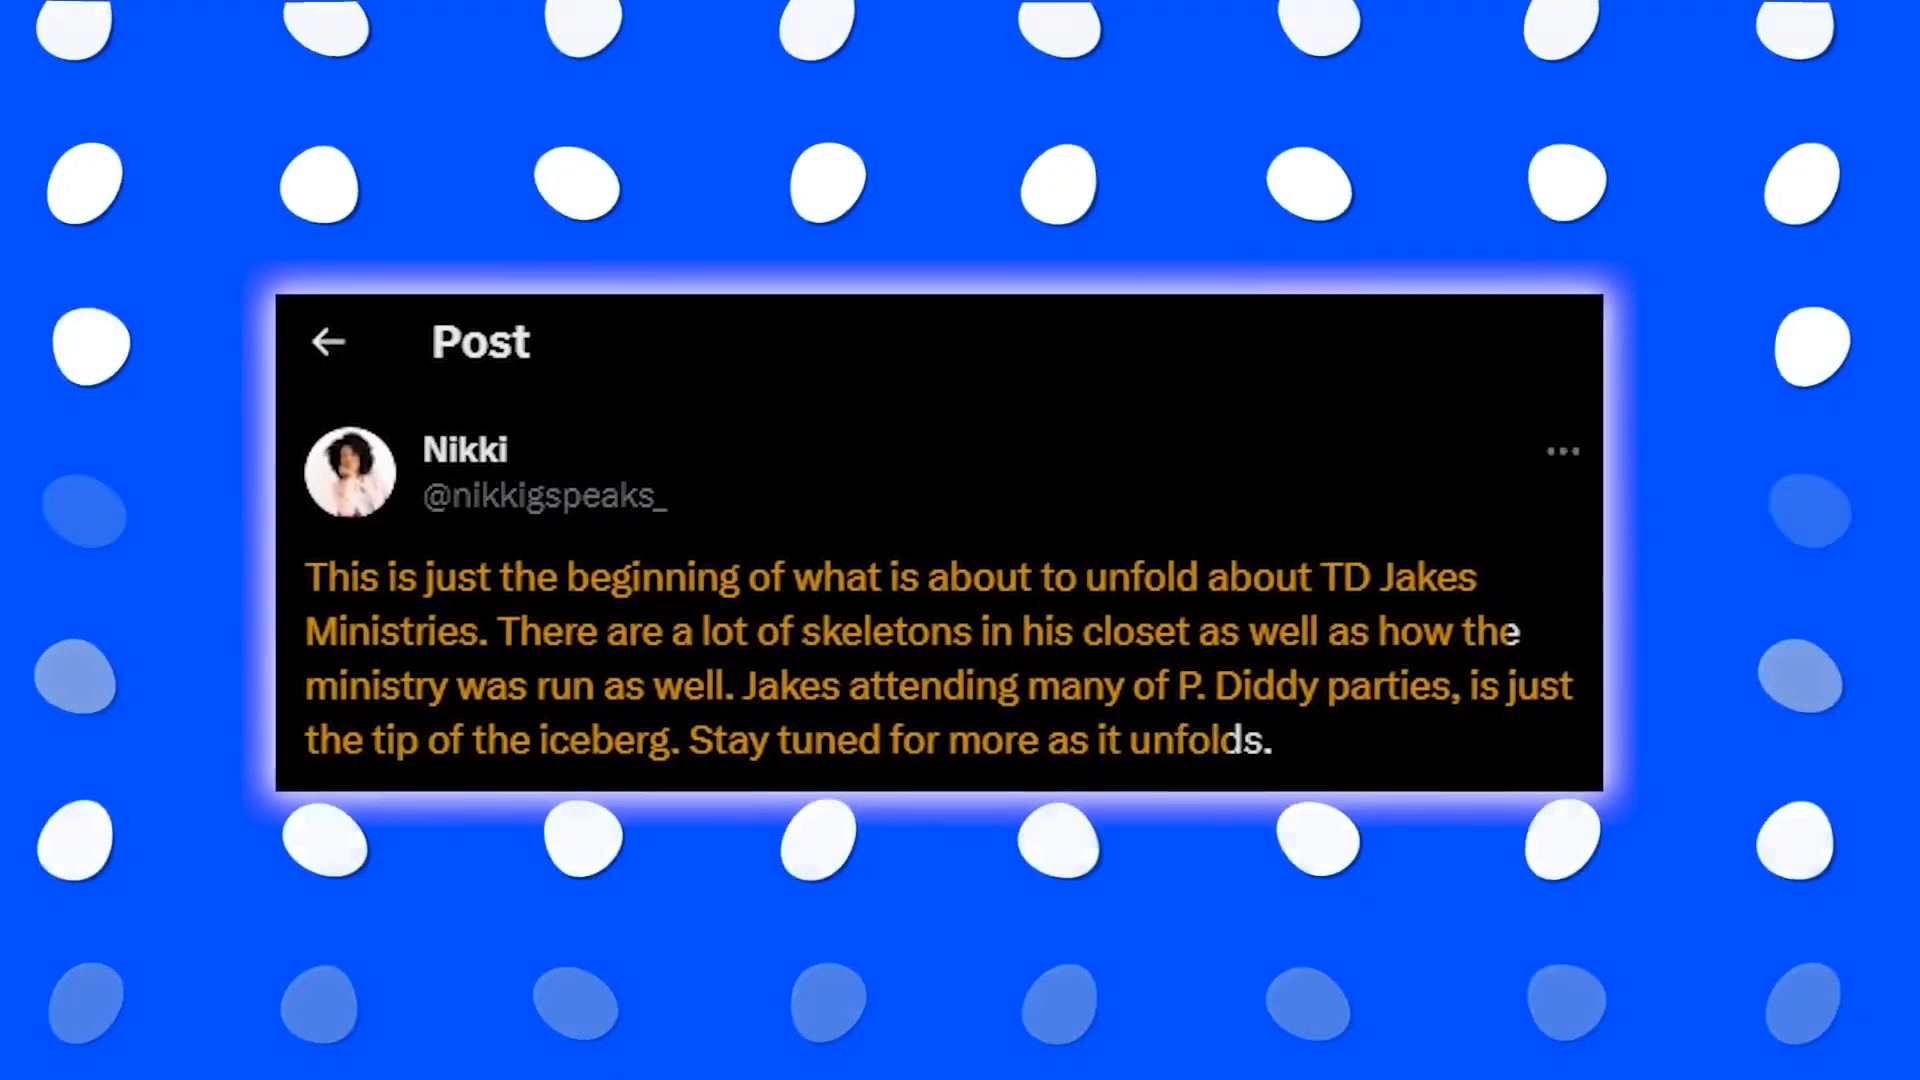 Post
Nikki
@nikkigspeaks_
This is just the beginning of what is about to unfold about TD Jakes
Ministries. There are a lot of skeletons in his closet as well as how the
ministry was run as well. Jakes attending many of P. Diddy parties, is just
the tip of the iceberg. Stay tuned for more as it unfolds.